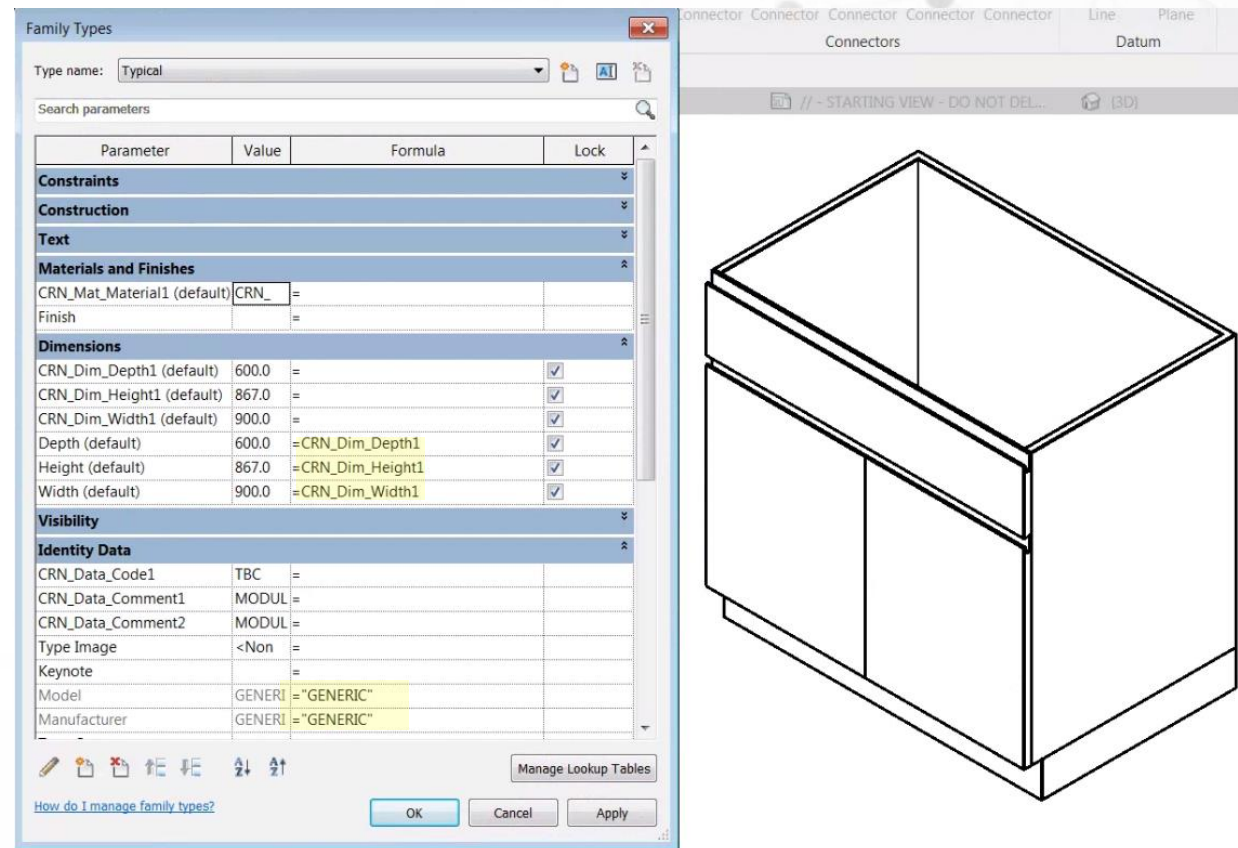 Family Types
Connector Connector Connector Connector Line Plane
Connectors Datum
Type name: Typical
Search parameters
// - STARTING VIEW - DO NOT DEL... (3D)
Parameter Value Formula Lock
Constraints
Construction
Text
Materials and Finishes
CRN_Mat_Material1 (default) CRN_ =
Finish =
Dimensions
CRN_Dim_Depth1 (default) 600.0 =
CRN_Dim_Height1 (default) 867.0 =
CRN_Dim_Width1 (default) 900.0 =
Depth (default) 600.0 =CRN_Dim_Depth1
Height (default) 867.0 =CRN_Dim_Height1
Width (default) 900.0 =CRN_Dim_Width1
Visibility
Identity Data
CRN_Data_Code1 TBC =
CRN_Data_Comment1 MODUL =
CRN_Data_Comment2 MODUL =
Type Image <Non =
Keynote =
Model GENERI ="GENERIC"
Manufacturer GENERI ="GENERIC"
Manage Lookup Tables
How do I manage family types?
OK Cancel Apply